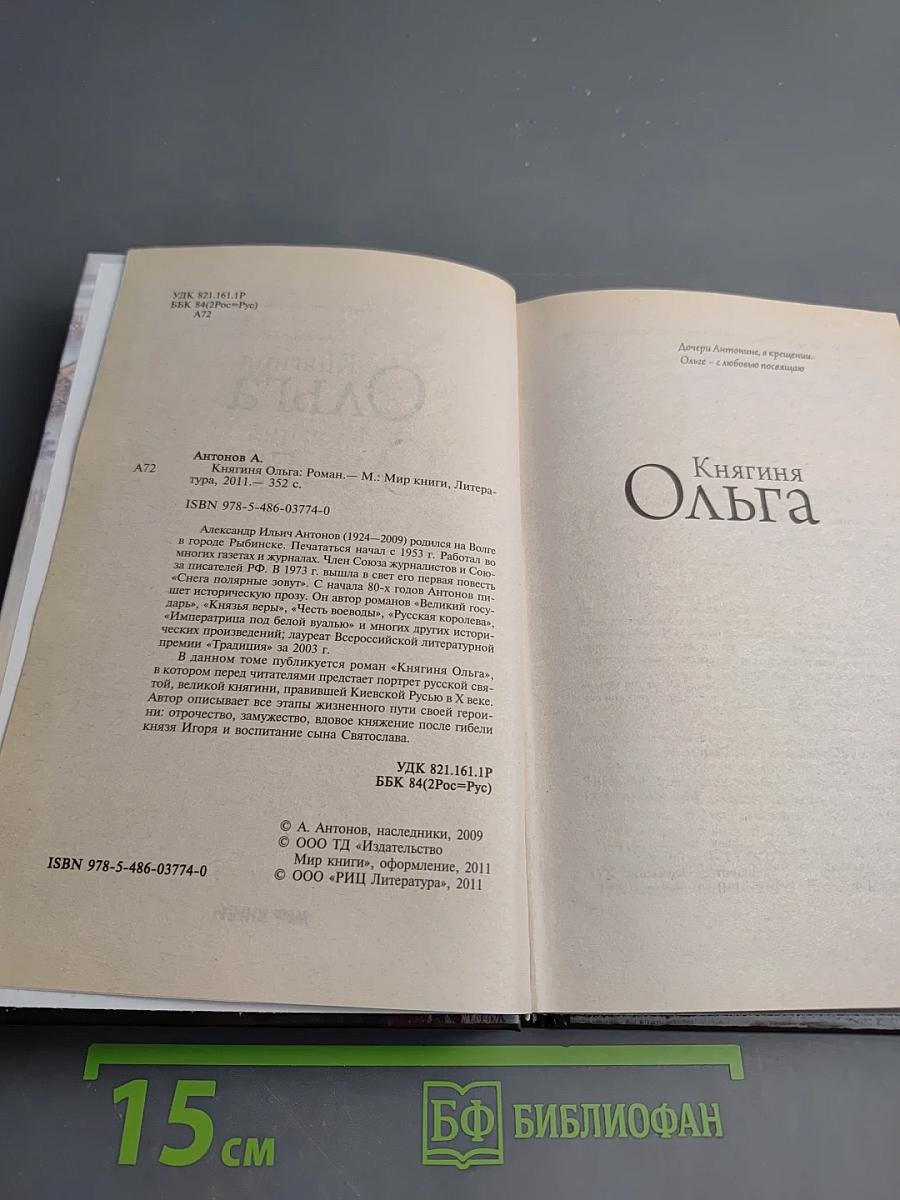 УДК 821.161.1Р
ББК 84(2Рос=Рус)
А72
Антонов А.
А72 Княгиня Ольга: Роман.— М.: Мир книги, Литера-
тура, 2011.— 352 с.
ISBN 978-5-486-03774-0
Александр Ильич Антонов (1924—2009) родился на Волге
в городе Рыбинске. Печататься начал с 1953 г. Работал во
многих газетах и журналах. Член Союза журналистов и Сою-
за писателей РФ. В 1973 г. вышла в свет его первая повесть
«Снега полярные зовут». С начала 80-х годов Антонов пи-
шет историческую прозу. Он автор романов «Великий госу-
дарь», «Князья веры», «Честь воеводы», «Русская королева»,
«Императрица под белой вуалью» и многих других истори-
ческих произведений; лауреат Всероссийской литературной
премии «Традиция» за 2003 г.
В данном томе публикуется роман «Княгиня Ольга»,
в котором перед читателями предстает портрет русской свя-
той, великой княгини, правившей Киевской Русью в X веке.
Автор описывает все этапы жизненного пути своей герои-
ни: отрочество, замужество, вдовое княжение после гибели
князя Игоря и воспитание сына Святослава.
УДК 821.161.1Р
ББК 84(2Рос=Рус)
© А. Антонов, наследники, 2009
© ООО ТД «Издательство
Мир книги», оформление, 2011
ISBN 978-5-486-03774-0
© ООО «РИЦ Литература», 2011
Дочери Антонине, в крещении..
Ольге – с любовью посвящаю
Княгиня
Ольга
15 см
БФ БИБЛИОФАН